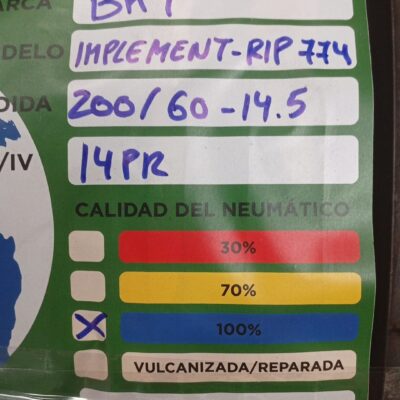 ARCA BKT
DELO IMPLEMENT-RIP 774
DIDA 200/60-14.5
/IV 14PR
CALIDAD DEL NEUMÁTICO
30%
70%
X 100%
VULCANIZADA/REPARADA